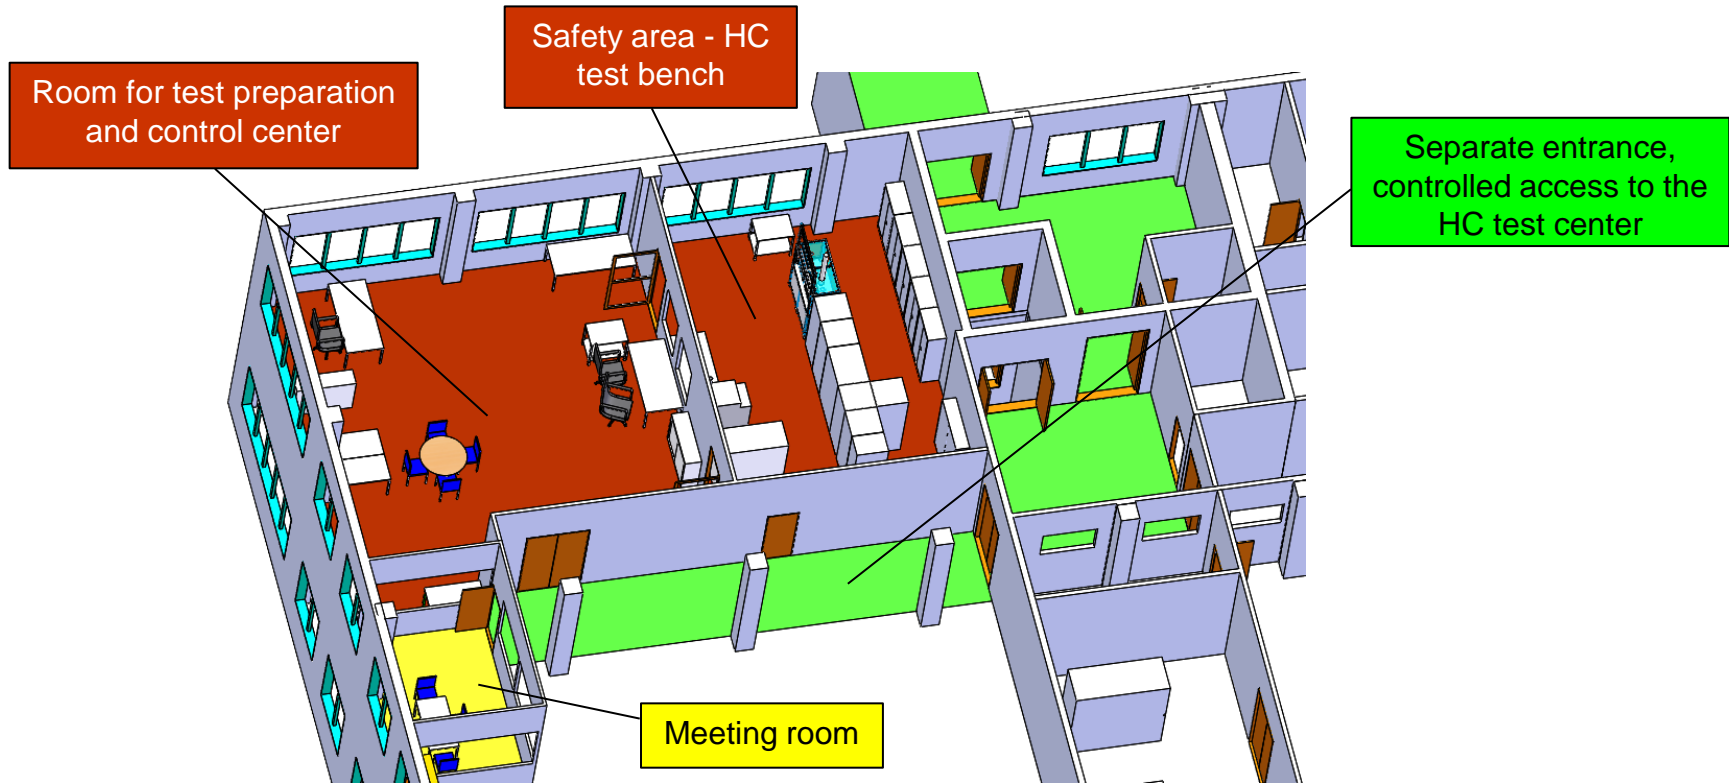 Safety area - HC
test bench
Room for test preparation
and control center
Separate entrance,
controlled access to the
HC test center
Meeting room